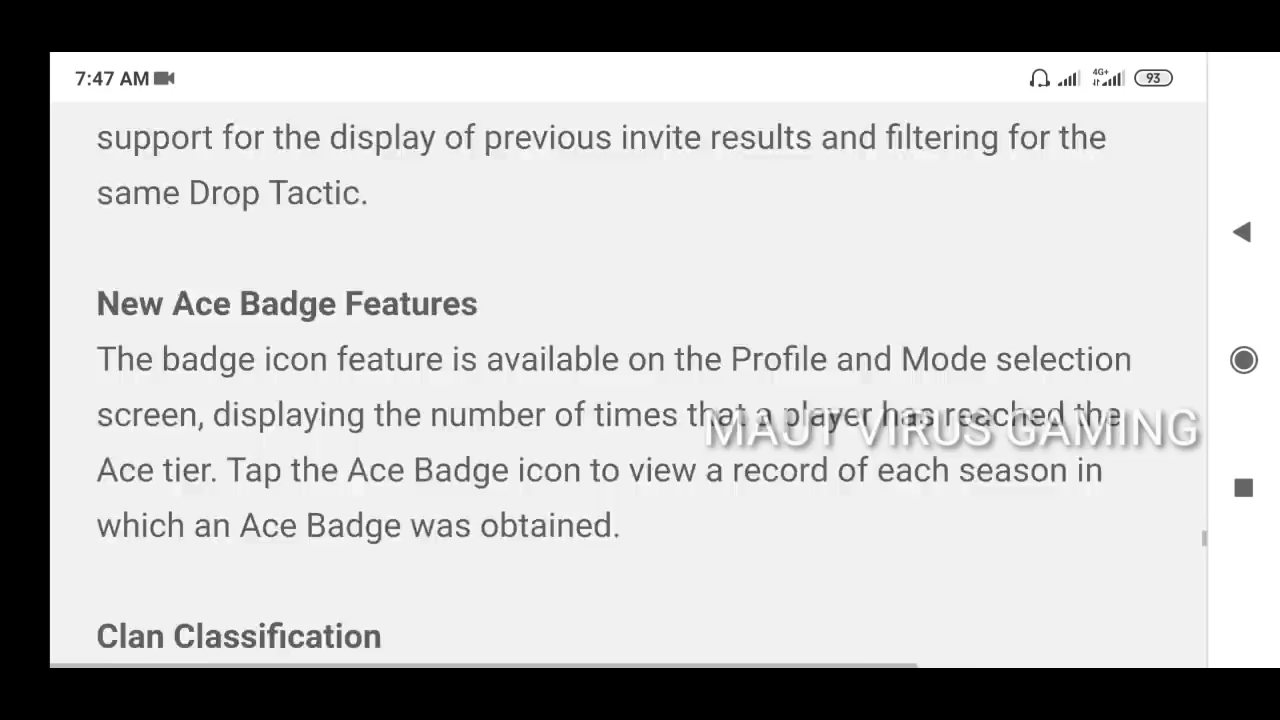 7:47 AM
4G+
93
support for the display of previous invite results and filtering for the
same Drop Tactic.
New Ace Badge Features
The badge icon feature is available on the Profile and Mode selection
screen, displaying the number of times that a player has reached the
MAUT VIRUS GAMING
Ace tier. Tap the Ace Badge icon to view a record of each season in
which an Ace Badge was obtained.
Clan Classification